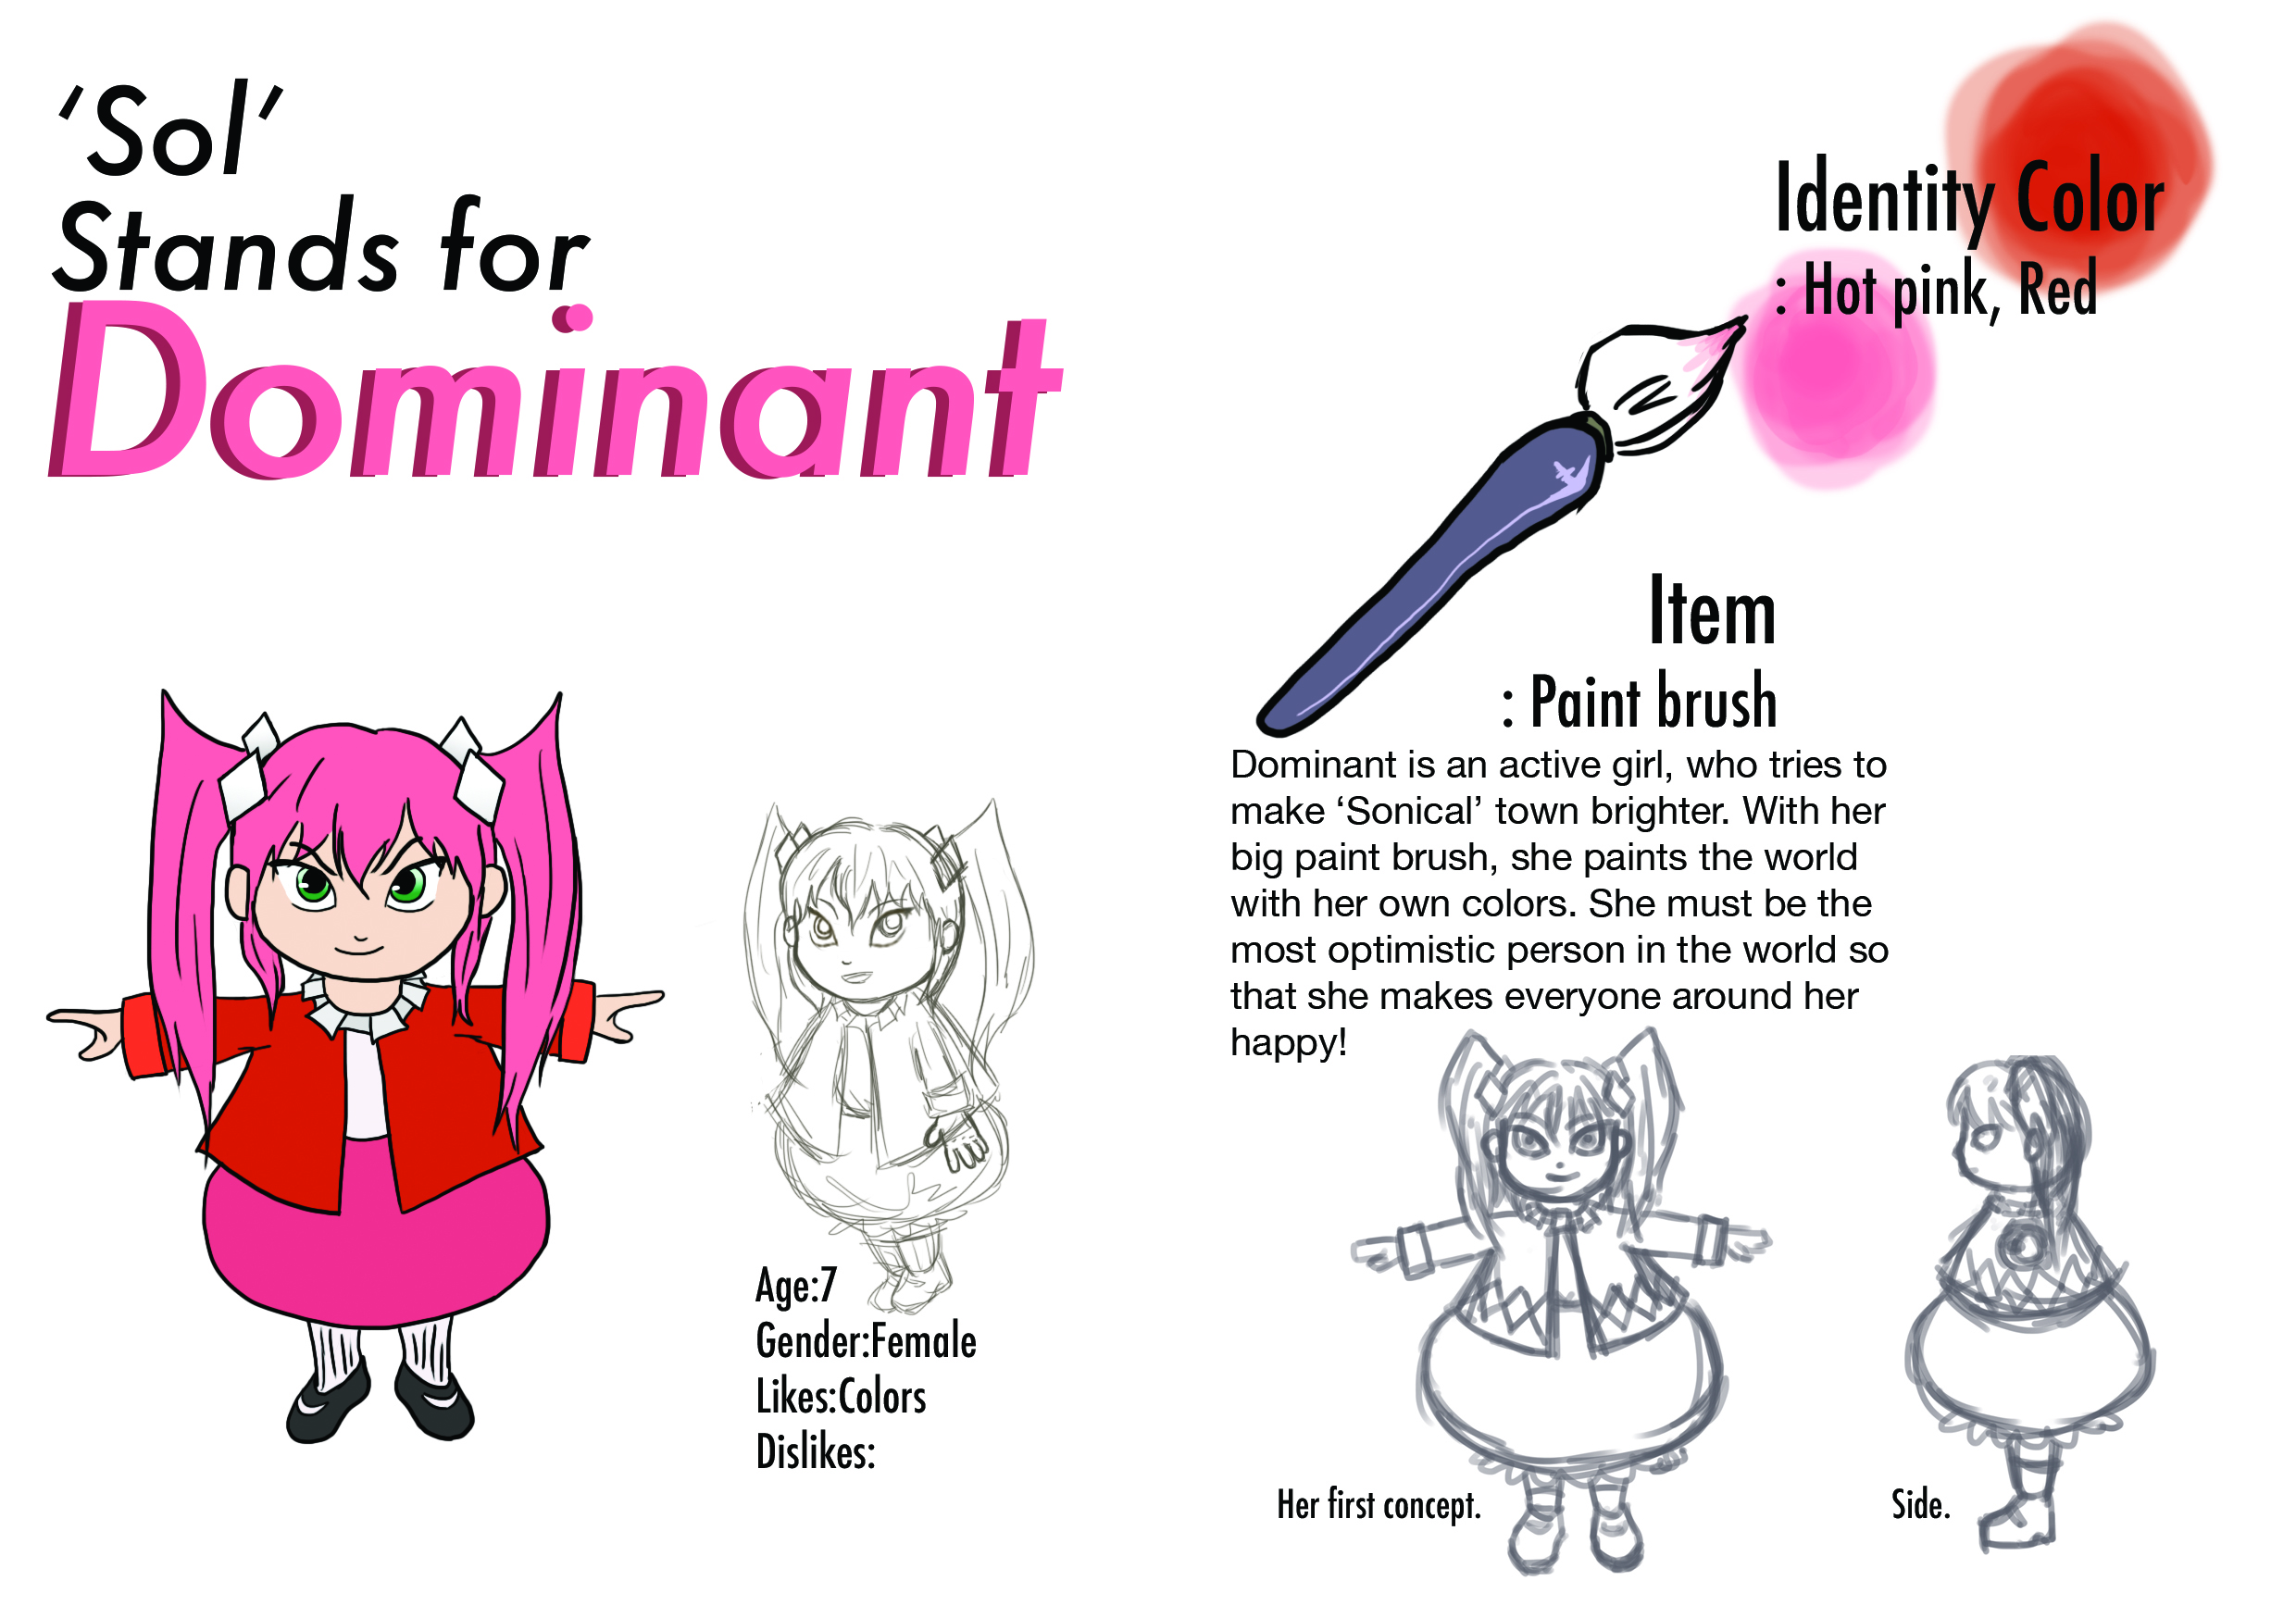 ‘Sol’
Stands for
Dominant
Identity Color
: Hot pink, Red
Item
: Paint brush
Dominant is an active girl, who tries to
make ‘Sonical’ town brighter. With her
big paint brush, she paints the world
with her own colors. She must be the
most optimistic person in the world so
that she makes everyone around her
happy!
Age:7
Gender:Female
Likes:Colors
Dislikes:
Her first concept.
Side.